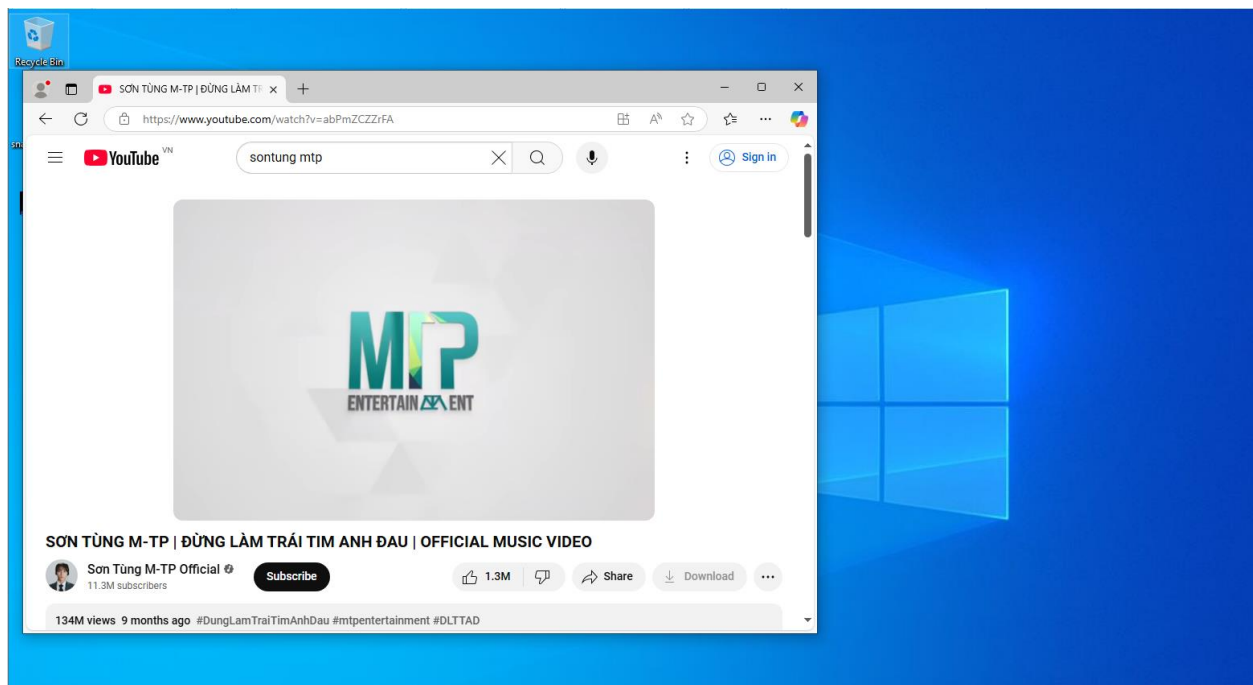 Recycle Bin
SƠN TÙNG M-TP | ĐỪNG LÀM TR
https://www.youtube.com/watch?v=abPmZCZZrFA
YouTube VN
sontung mtp
Sign in
MTP
ENTERTAINMENT
SƠN TÙNG M-TP | ĐỪNG LÀM TRÁI TIM ANH ĐAU | OFFICIAL MUSIC VIDEO
Sơn Tùng M-TP Official
11.3M subscribers
Subscribe
1.3M
Share
Download
134M views 9 months ago #DungLamTraiTimAnhDau #mtpentertainment #DLTTAD